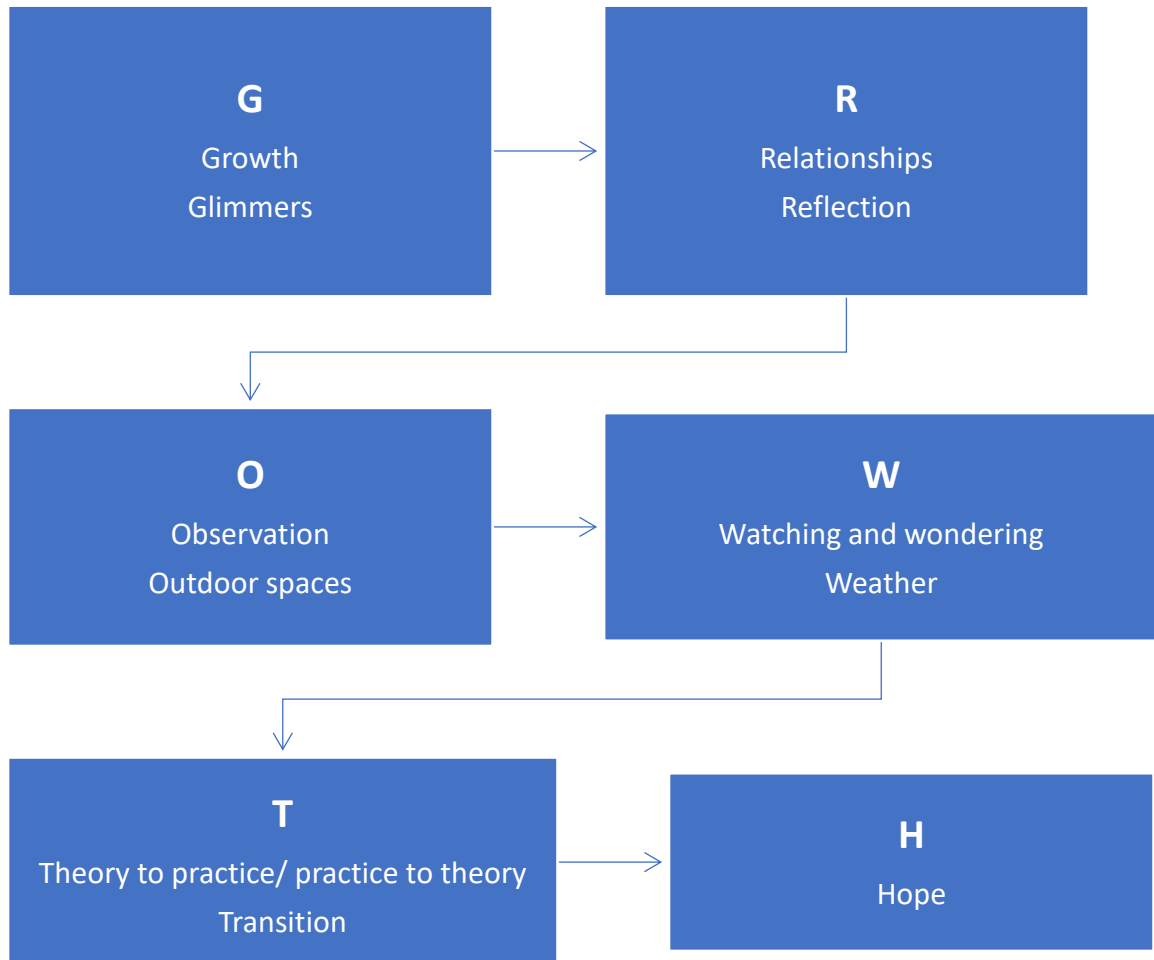 G
Growth
Glimmers
R
Relationships
Reflection
O
Observation
Outdoor spaces
W
Watching and wondering
Weather
T
Theory to practice/ practice to theory
Transition
H
Hope